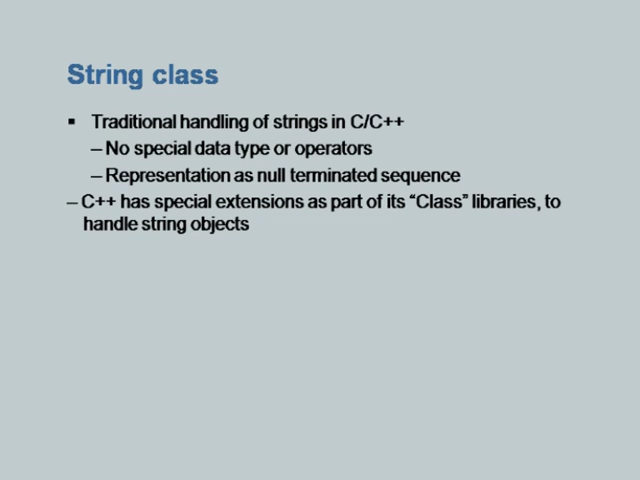 String class
▪ Traditional handling of strings in C/C++
– No special data type or operators
– Representation as null terminated sequence
– C++ has special extensions as part of its “Class” libraries, to
handle string objects